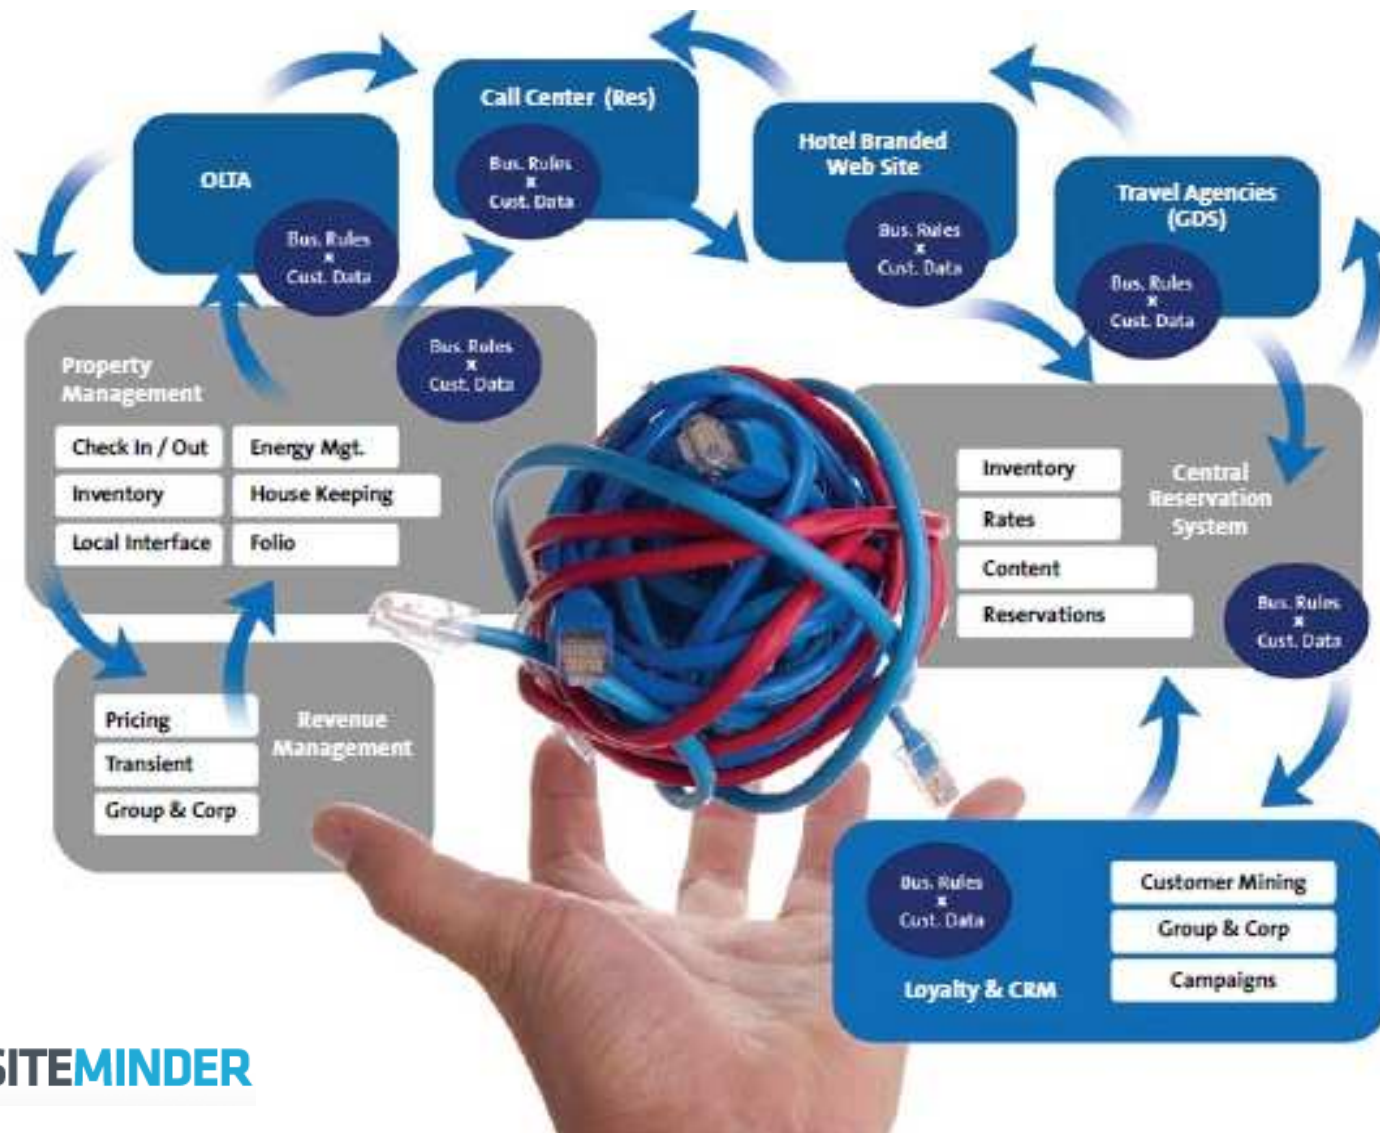 Call Center (Res)
Bus. Rules
x
Cust. Data
Hotel Branded
Web Site
Bus. Rules
x
Cust. Data
OLTA
Bus. Rules
x
Cust. Data
Travel Agencies
(GDS)
Bus. Rules
x
Cust. Data
Property
Management
Bus. Rules
x
Cust. Data
Check In / Out
Energy Mgt.
Inventory
House Keeping
Local Interface
Folio
Inventory
Rates
Content
Reservations
Central
Reservation
System
Bus. Rules
x
Cust. Data
Pricing
Transient
Group & Corp
Revenue
Management
Bus. Rules
x
Cust. Data
Loyalty & CRM
Customer Mining
Group & Corp
Campaigns
SITEMINDER